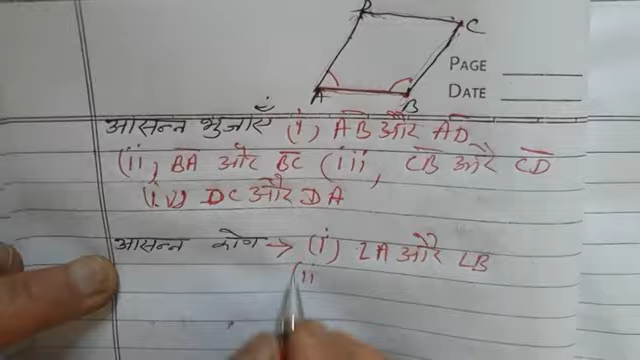 D
C
A
B
PAGE
DATE
आसन्न भुजाएँ (i) AB और AD
(ii) BA और BC (iii) CB और CD
(iv) DC और DA
आसन्न कोण → (i) ∠A और ∠B
(ii